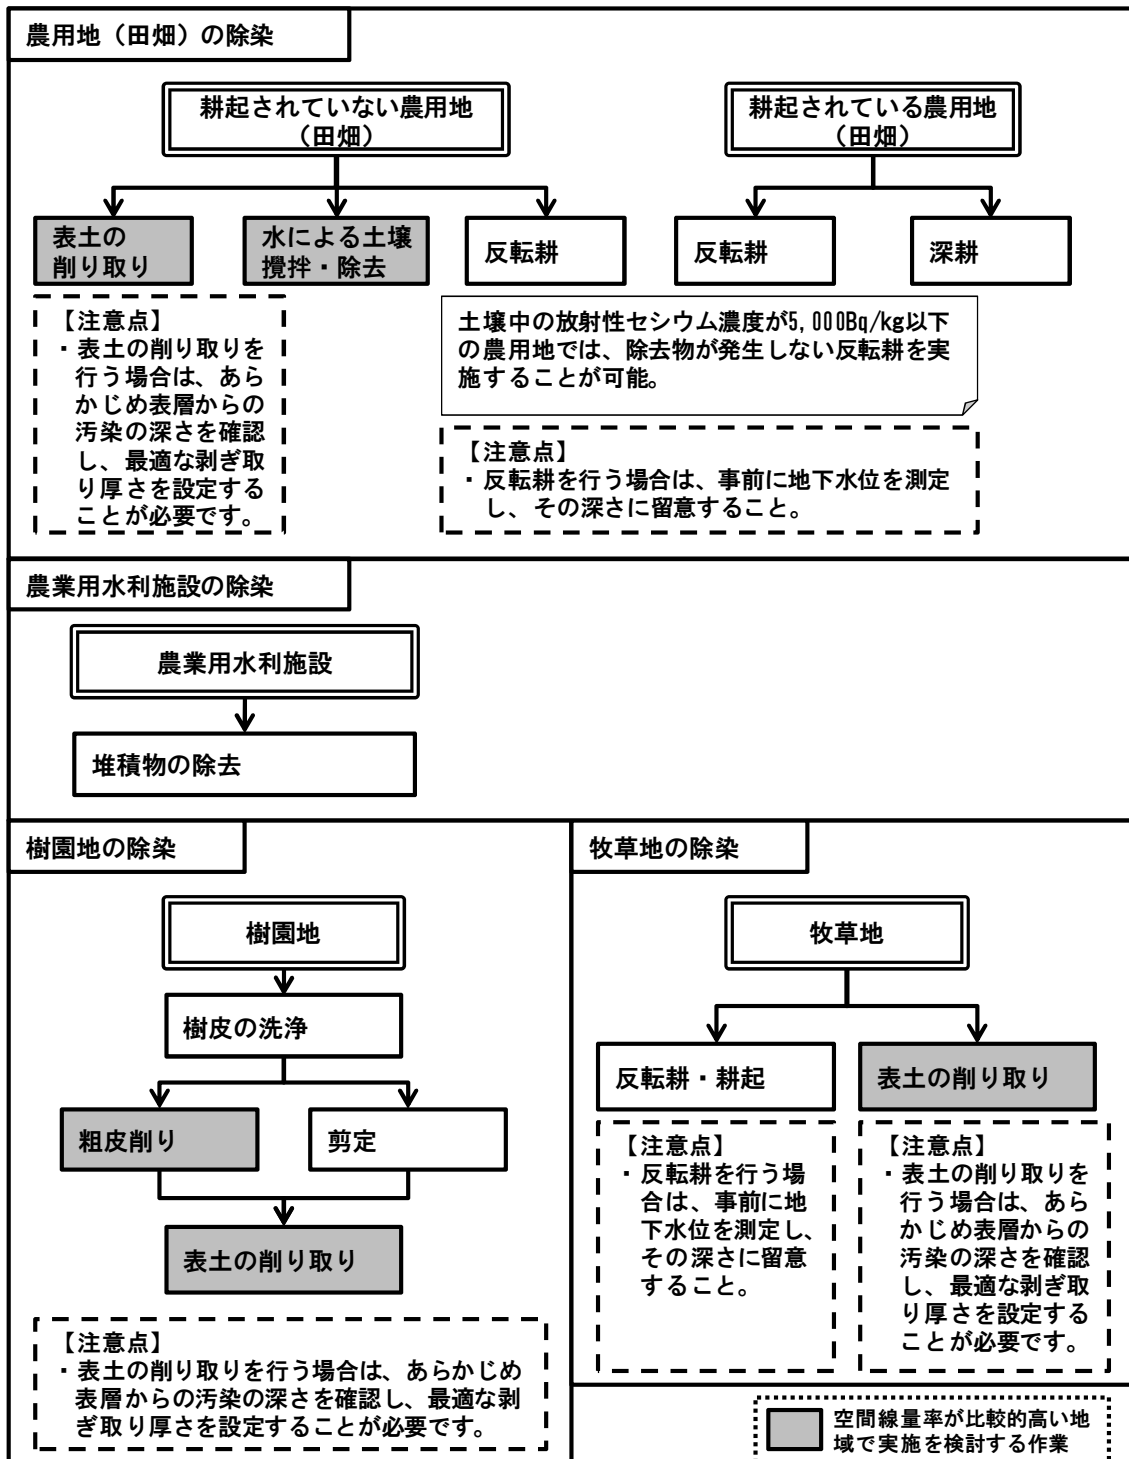 農用地（田畑）の除染
耕起されていない農用地
（田畑）
耕起されている農用地
（田畑）
表土の
削り取り
水による土壌
攪拌・除去
反転耕
反転耕
深耕
【注意点】
・表土の削り取りを
行う場合は、あら
かじめ表層からの
汚染の深さを確認
し、最適な剥ぎ取
り厚さを設定する
ことが必要です。
土壌中の放射性セシウム濃度が5,000Bq/kg以下
の農用地では、除去物が発生しない反転耕を実
施することが可能。
【注意点】
・反転耕を行う場合は、事前に地下水位を測定
し、その深さに留意すること。
農業用水利施設の除染
農業用水利施設
堆積物の除去
樹園地の除染
樹園地
樹皮の洗浄
粗皮削り
剪定
表土の削り取り
【注意点】
・表土の削り取りを行う場合は、あらかじめ
表層からの汚染の深さを確認し、最適な剥
ぎ取り厚さを設定することが必要です。
牧草地の除染
牧草地
反転耕・耕起
表土の削り取り
【注意点】
・反転耕を行う場
合は、事前に地
下水位を測定し、
その深さに留意
すること。
【注意点】
・表土の削り取りを
行う場合は、あら
かじめ表層からの
汚染の深さを確認
し、最適な剥ぎ取
り厚さを設定する
ことが必要です。
空間線量率が比較的高い地
域で実施を検討する作業